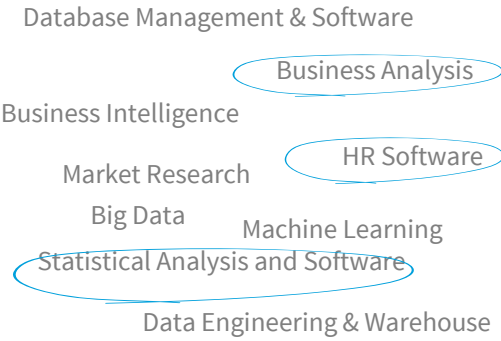 Database Management & Software
Business Analysis
Business Intelligence
HR Software
Market Research
Big Data
Machine Learning
Statistical Analysis and Software
Data Engineering & Warehouse